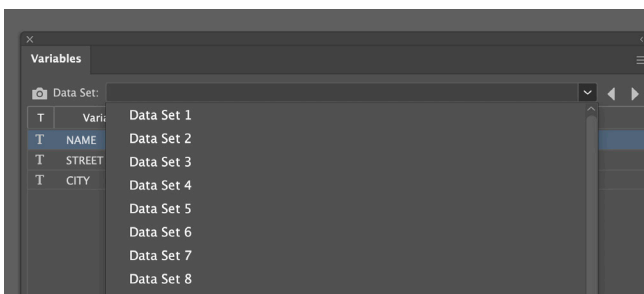 Variables
Data Set:
T Varia
Data Set 1
Data Set 2
Data Set 3
Data Set 4
Data Set 5
Data Set 6
Data Set 7
Data Set 8
T NAME
T STREET
T CITY